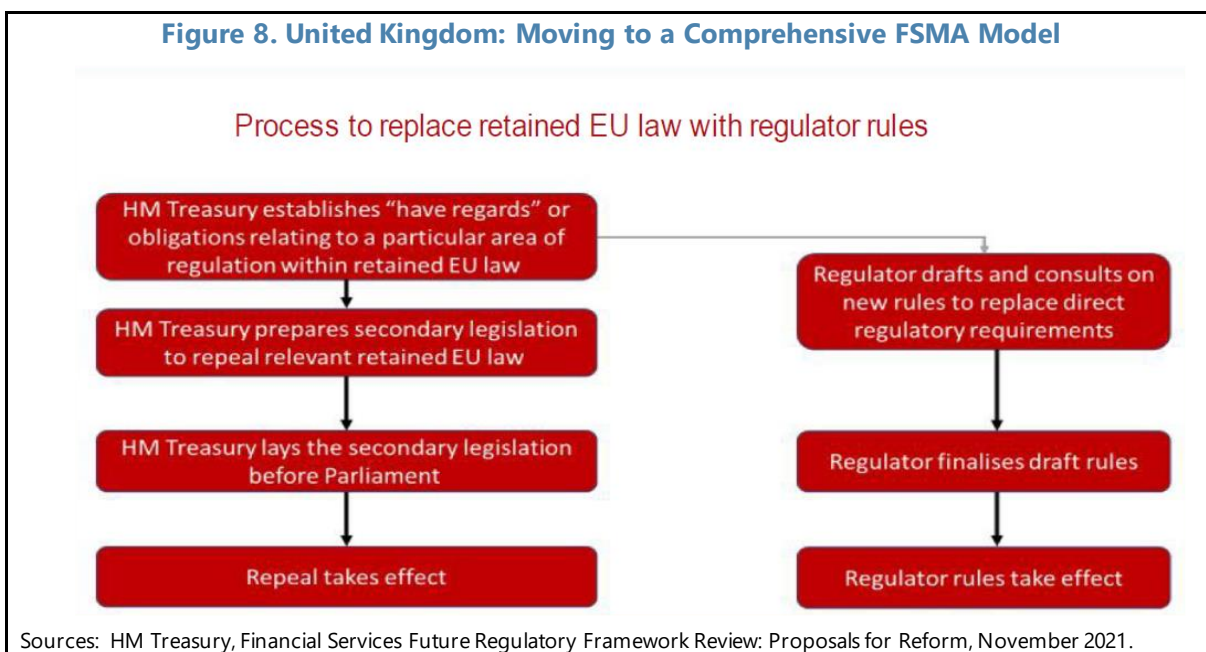 Figure 8. United Kingdom: Moving to a Comprehensive FSMA Model
Process to replace retained EU law with regulator rules
HM Treasury establishes “have regards” or
obligations relating to a particular area of
regulation within retained EU law
HM Treasury prepares secondary legislation
to repeal relevant retained EU law
HM Treasury lays the secondary legislation
before Parliament
Repeal takes effect
Regulator drafts and consults on
new rules to replace direct
regulatory requirements
Regulator finalises draft rules
Regulator rules take effect
Sources: HM Treasury, Financial Services Future Regulatory Framework Review: Proposals for Reform, November 2021.